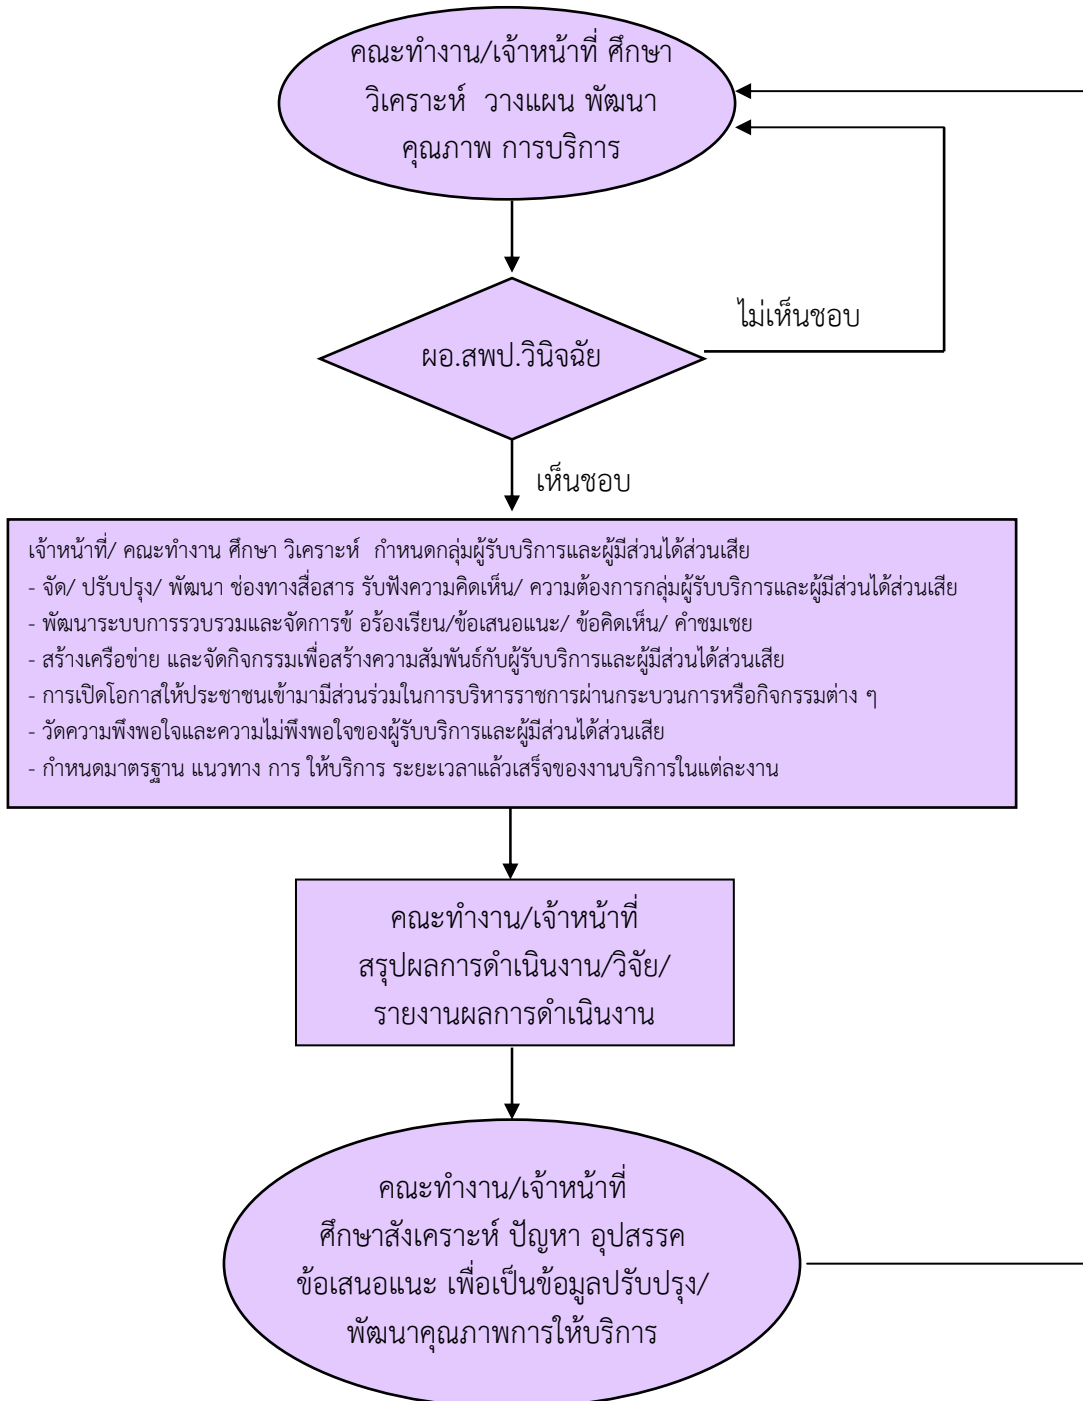 คณะทำงาน/เจ้าหน้าที่ ศึกษา
วิเคราะห์  วางแผน พัฒนา
คุณภาพ การบริการ
ไม่เห็นชอบ
ผอ.สพป.วินิจฉัย
เห็นชอบ
เจ้าหน้าที่/ คณะทำงาน ศึกษา วิเคราะห์  กำหนดกลุ่มผู้รับบริการและผู้มีส่วนได้ส่วนเสีย
- จัด/ ปรับปรุง/ พัฒนา ช่องทางสื่อสาร รับฟังความคิดเห็น/ ความต้องการกลุ่มผู้รับบริการและผู้มีส่วนได้ส่วนเสีย
- พัฒนาระบบการรวบรวมและจัดการข้ อร้องเรียน/ข้อเสนอแนะ/ ข้อคิดเห็น/ คำชมเชย
- สร้างเครือข่าย และจัดกิจกรรมเพื่อสร้างความสัมพันธ์กับผู้รับบริการและผู้มีส่วนได้ส่วนเสีย
- การเปิดโอกาสให้ประชาชนเข้ามามีส่วนร่วมในการบริหารราชการผ่านกระบวนการหรือกิจกรรมต่าง ๆ
- วัดความพึงพอใจและความไม่พึงพอใจของผู้รับบริการและผู้มีส่วนได้ส่วนเสีย
- กำหนดมาตรฐาน แนวทาง การ ให้บริการ ระยะเวลาแล้วเสร็จของงานบริการในแต่ละงาน
คณะทำงาน/เจ้าหน้าที่
สรุปผลการดำเนินงาน/วิจัย/
รายงานผลการดำเนินงาน
คณะทำงาน/เจ้าหน้าที่
ศึกษาสังเคราะห์ ปัญหา อุปสรรค
ข้อเสนอแนะ เพื่อเป็นข้อมูลปรับปรุง/
พัฒนาคุณภาพการให้บริการ